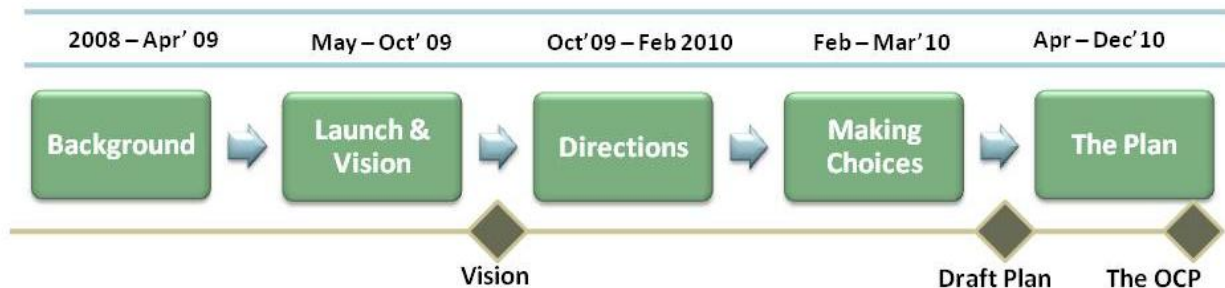 2008 – Apr' 09
May – Oct' 09
Oct'09 – Feb 2010
Feb – Mar'10
Apr – Dec'10
Background
Launch &
Vision
Directions
Making
Choices
The Plan
Vision
Draft Plan
The OCP